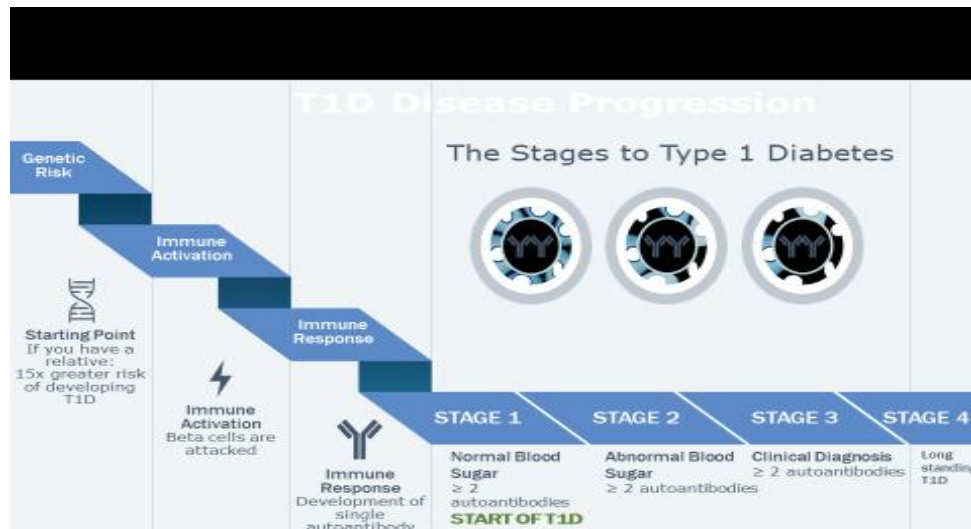 T1D Disease Progression
The Stages to Type 1 Diabetes
Genetic
Risk
Immune
Activation
Immune
Response
Starting Point
If you have a
relative:
15x greater risk
of developing
T1D
Immune
Activation
Beta cells are
attacked
Immune
Response
Development of
single
autoantibody
STAGE 1
Normal Blood
Sugar
≥ 2
autoantibodies
START OF T1D
STAGE 2
Abnormal Blood
Sugar
≥ 2 autoantibodies
STAGE 3
Clinical Diagnosis
≥ 2 autoantibodies
STAGE 4
Long
standing
T1D